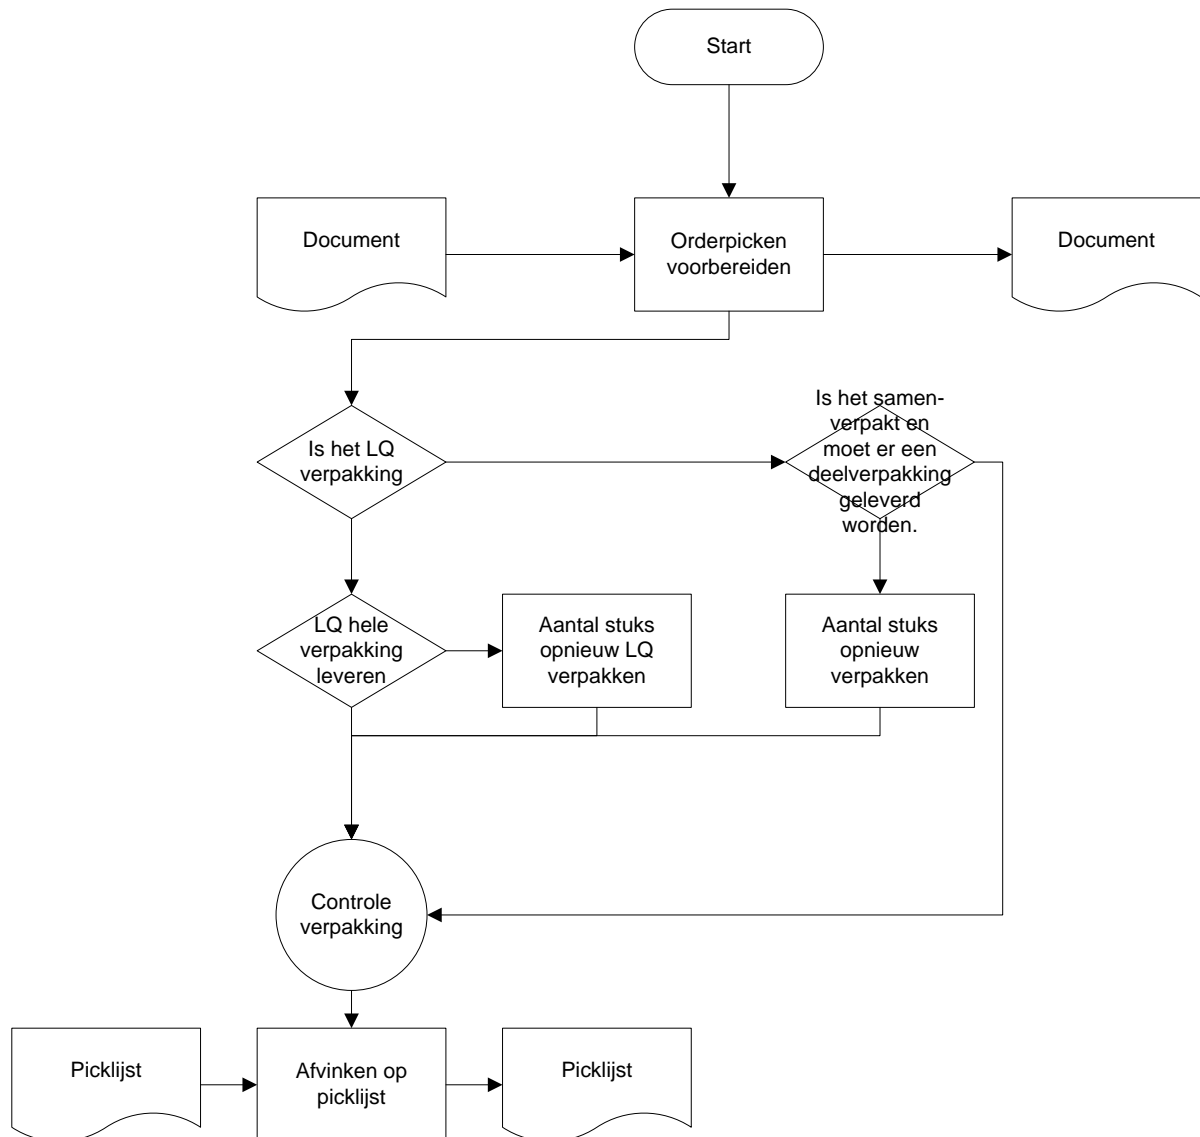 Start
Document
Orderpicken
voorbereiden
Document
Is het LQ
verpakking
Is het samen-
verpakt en
moet er een
deelverpakking
geleverd
worden.
LQ hele
verpakking
leveren
Aantal stuks
opnieuw LQ
verpakken
Aantal stuks
opnieuw
verpakken
Controle
verpakking
Picklijst
Afvinken op
picklijst
Picklijst